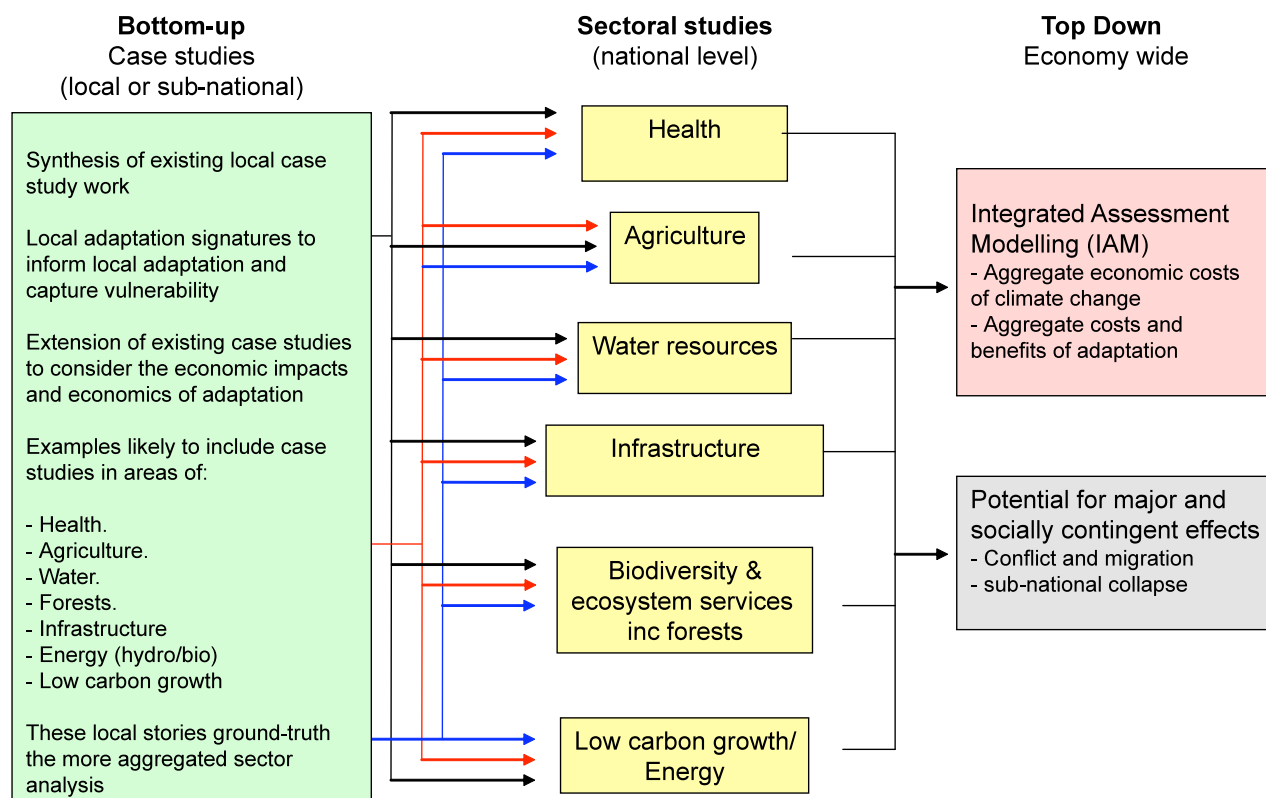 Bottom-up
Case studies
(local or sub-national)
Synthesis of existing local case
study work
Local adaptation signatures to
inform local adaptation and
capture vulnerability
Extension of existing case studies
to consider the economic impacts
and economics of adaptation
Examples likely to include case
studies in areas of:
- Health.
- Agriculture.
- Water.
- Forests.
- Infrastructure
- Energy (hydro/bio)
- Low carbon growth
These local stories ground-truth
the more aggregated sector
analysis
Sectoral studies
(national level)
Health
Agriculture
Water resources
Infrastructure
Biodiversity &
ecosystem services
inc forests
Low carbon growth/
Energy
Top Down
Economy wide
Integrated Assessment
Modelling (IAM)
- Aggregate economic costs
of climate change
- Aggregate costs and
benefits of adaptation
Potential for major and
socially contingent effects
- Conflict and migration
- sub-national collapse